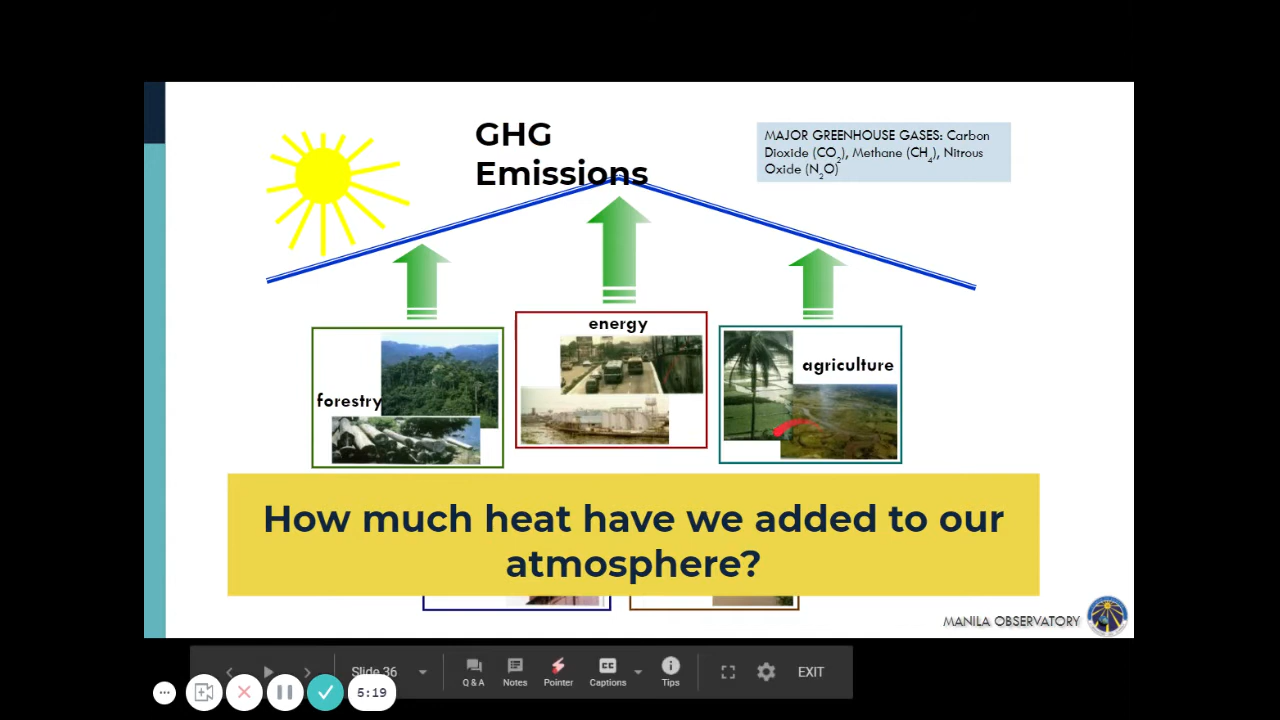 GHG
Emissions
MAJOR GREENHOUSE GASES: Carbon
Dioxide (CO2), Methane (CH4), Nitrous
Oxide (N2O)
energy
agriculture
forestry
How much heat have we added to our
atmosphere?
MANILA OBSERVATORY
Slide 36
Q & A
Notes
Pointer
CC
Captions
Tips
EXIT
5:19